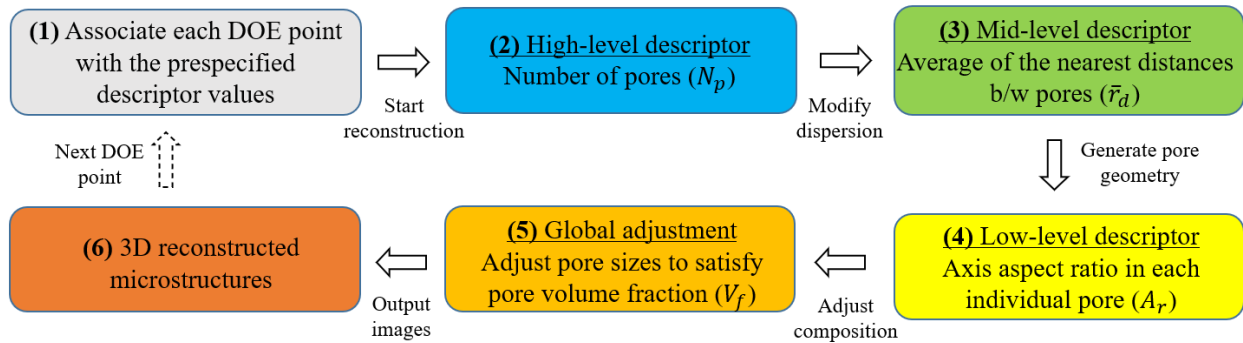 (1) Associate each DOE point
with the prespecified
descriptor values
Start
reconstruction
(2) High-level descriptor
Number of pores (𝑁𝑝)
Modify
dispersion
(3) Mid-level descriptor
Average of the nearest distances
b/w pores (r̄𝑑)
Generate pore
geometry
(4) Low-level descriptor
Axis aspect ratio in each
individual pore (𝐴𝑟)
Adjust
composition
(5) Global adjustment
Adjust pore sizes to satisfy
pore volume fraction (𝑉𝑓)
Output
images
(6) 3D reconstructed
microstructures
Next DOE
point